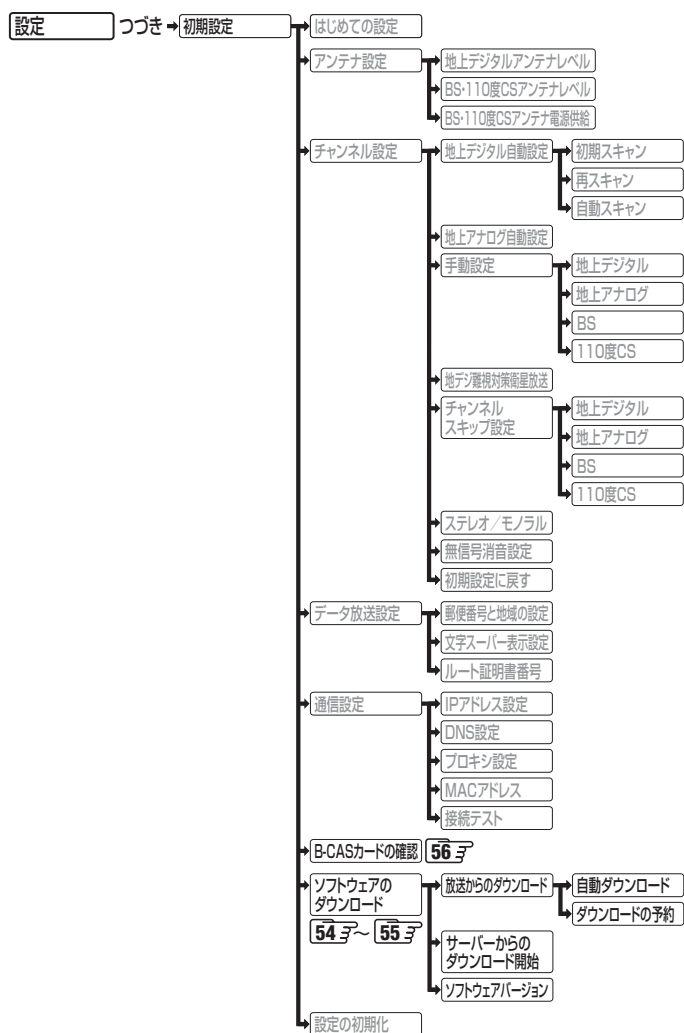 設定 つづき 初期設定
はじめての設定
アンテナ設定
地上デジタルアンテナレベル
BS・110度CSアンテナレベル
BS・110度CSアンテナ電源供給
チャンネル設定
地上デジタル自動設定
初期スキャン
再スキャン
自動スキャン
地上アナログ自動設定
手動設定
地上デジタル
地上アナログ
BS
110度CS
地デジ難視対策衛星放送
チャンネル
スキップ設定
地上デジタル
地上アナログ
BS
110度CS
ステレオ／モノラル
無信号消音設定
初期設定に戻す
データ放送設定
郵便番号と地域の設定
文字スーパー表示設定
ルート証明書番号
通信設定
IPアドレス設定
DNS設定
プロキシ設定
MACアドレス
接続テスト
B-CASカードの確認 56
ソフトウェアの
ダウンロード
54 ～ 55
放送からのダウンロード
自動ダウンロード
ダウンロードの予約
サーバーからの
ダウンロード開始
ソフトウェアバージョン
設定の初期化